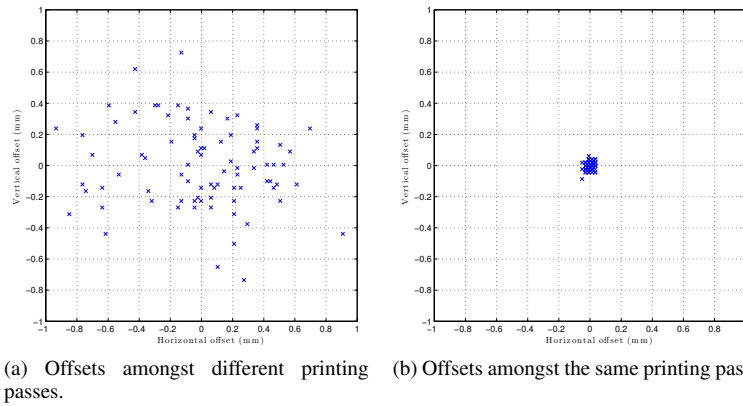 1
0.8
0.6
0.4
0.2
0
−0.2
−0.4
−0.6
−0.8
−1
Vertical offset (mm)
−1 −0.8 −0.6 −0.4 −0.2 0 0.2 0.4 0.6 0.8 1
Horizontal offset (mm)
(a) Offsets amongst different printing
passes.
1
0.8
0.6
0.4
0.2
0
−0.2
−0.4
−0.6
−0.8
−1
Vertical offset (mm)
−1 −0.8 −0.6 −0.4 −0.2 0 0.2 0.4 0.6 0.8
Horizontal offset (mm)
(b) Offsets amongst the same printing pas